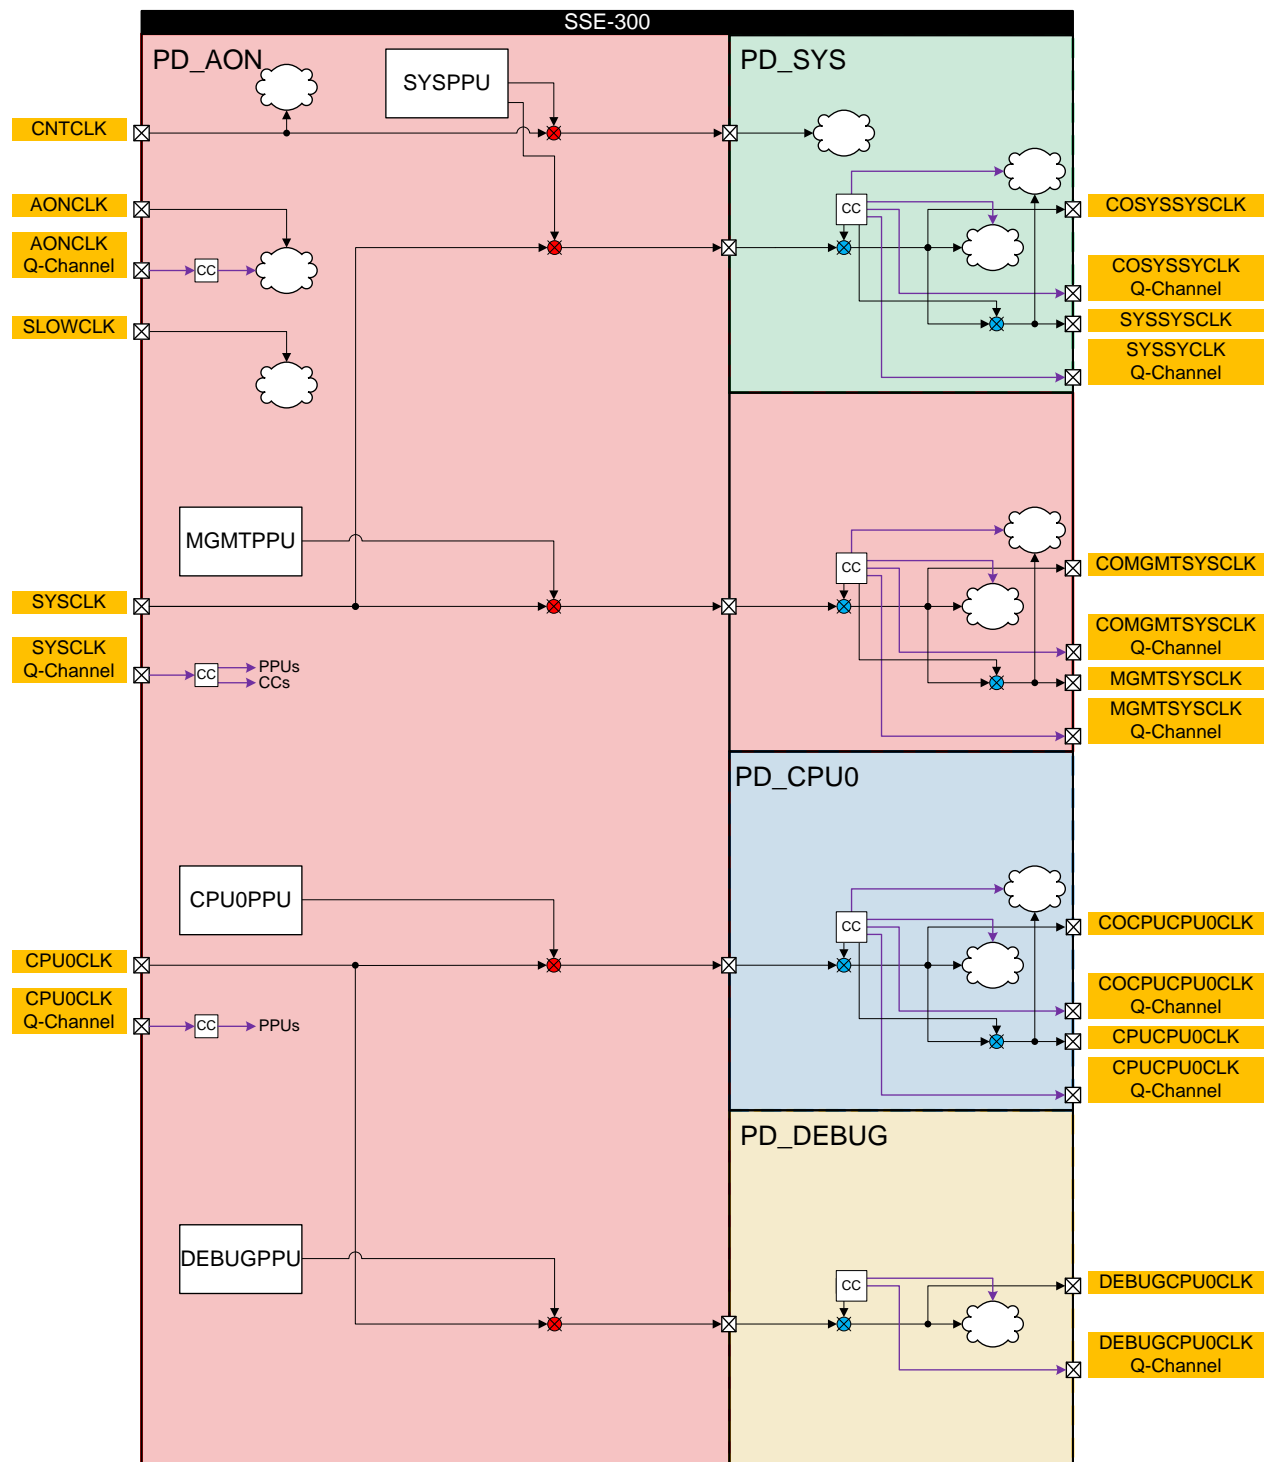 SSE-300
PD_AON
SYSPPU
PD_SYS
CNTCLK
AONCLK
AONCLK
Q-Channel
CC
SLOWCLK
CC
COSYSSYSCLK
COSYSSYCLK
Q-Channel
SYSSYSCLK
SYSSYCLK
Q-Channel
MGMTPPU
SYSCLK
SYSCLK
Q-Channel
CC
PPUs
CCs
CC
COMGMTSYSCLK
COMGMTSYSCLK
Q-Channel
MGMTSYSCLK
MGMTSYSCLK
Q-Channel
PD_CPU0
CPU0PPU
CPU0CLK
CPU0CLK
Q-Channel
CC
PPUs
CC
COCPUCPU0CLK
COCPUCPU0CLK
Q-Channel
CPUCPU0CLK
CPUCPU0CLK
Q-Channel
PD_DEBUG
DEBUGPPU
CC
DEBUGCPU0CLK
DEBUGCPU0CLK
Q-Channel